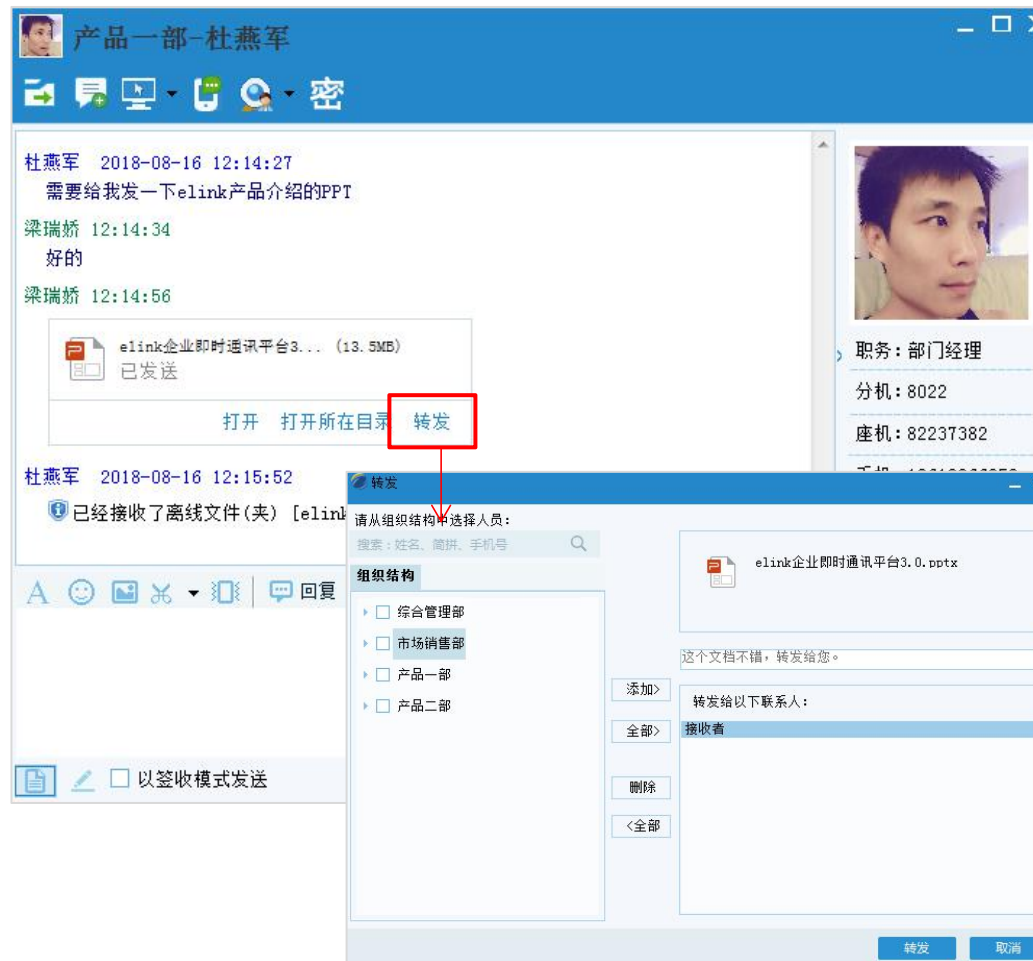 产品一部-杜燕军
密
杜燕军 2018-08-16 12:14:27
需要给我发一下elink产品介绍的PPT
梁瑞娇 12:14:34
好的
梁瑞娇 12:14:56
elink企业即时通讯平台3... (13.5MB)
已发送
打开 打开所在目录 转发
杜燕军 2018-08-16 12:15:52
已经接收了离线文件(夹) [elink
职务:部门经理
分机:8022
座机:82237382
回复
以签收模式发送
转发
请从组织结构中选择人员:
搜索:姓名、简拼、手机号
组织结构
综合管理部
市场销售部
产品一部
产品二部
添加>
全部>
删除
<全部
elink企业即时通讯平台3.0.pptx
这个文档不错，转发给您。
转发给以下联系人:
接收者
转发 取消